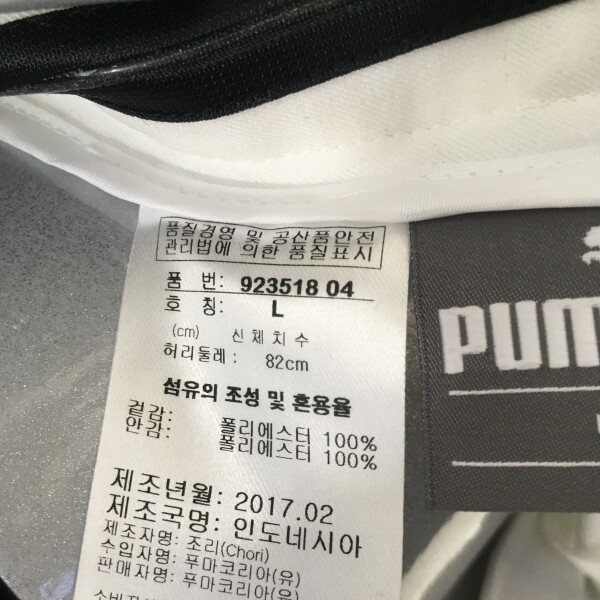 품질경영 및 공산품안전
관리법에 의한 품질표시
품 번: 923518 04
호 칭: L
(cm) 신체치수
허리둘레 : 82cm
섬유의 조성 및 혼용율
겉감: 폴리에스터 100%
안감: 폴리에스터 100%
제조년월: 2017.02
제조국명: 인도네시아
제조자명: 조리(Chori)
수입자명: 푸마코리아(유)
판매자명: 푸마코리아(유)
PUM